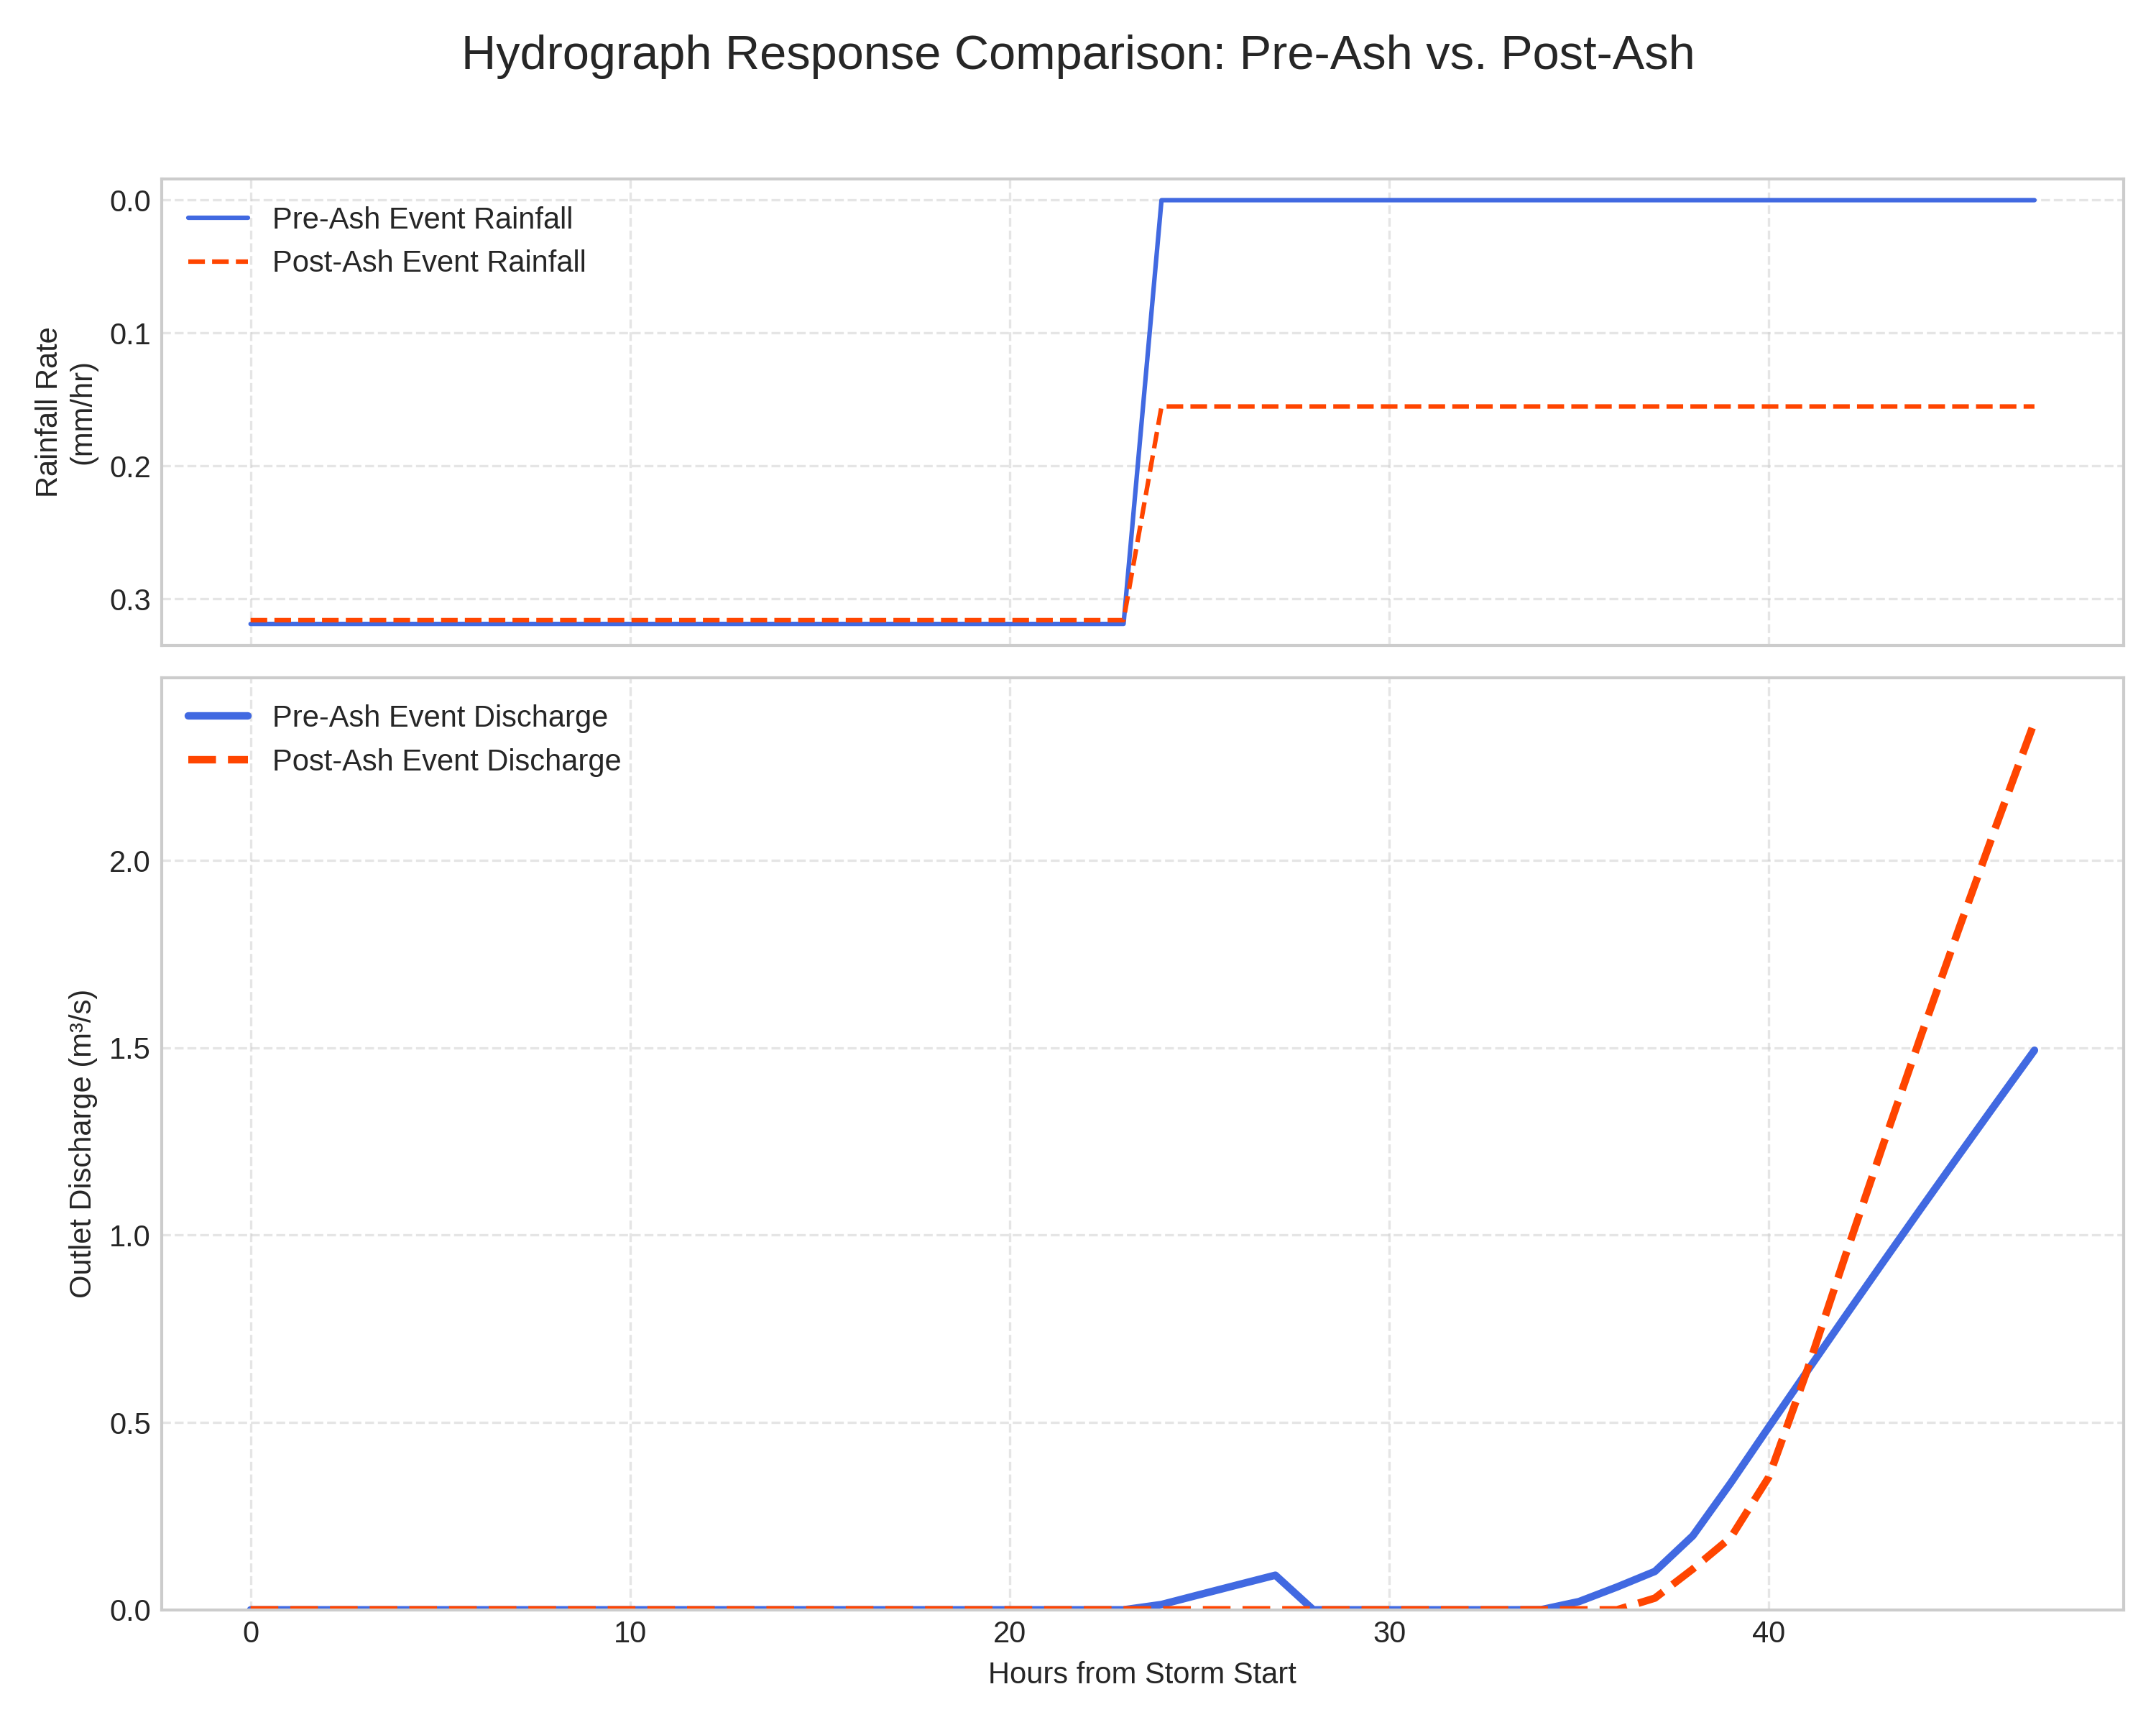 Hydrograph Response Comparison: Pre-Ash vs. Post-Ash
Pre-Ash Event Rainfall
Post-Ash Event Rainfall
Rainfall Rate
(mm/hr)
0.0
0.1
0.2
0.3
Pre-Ash Event Discharge
Post-Ash Event Discharge
Outlet Discharge (m³/s)
2.0
1.5
1.0
0.5
0.0
0
10
20
30
40
Hours from Storm Start